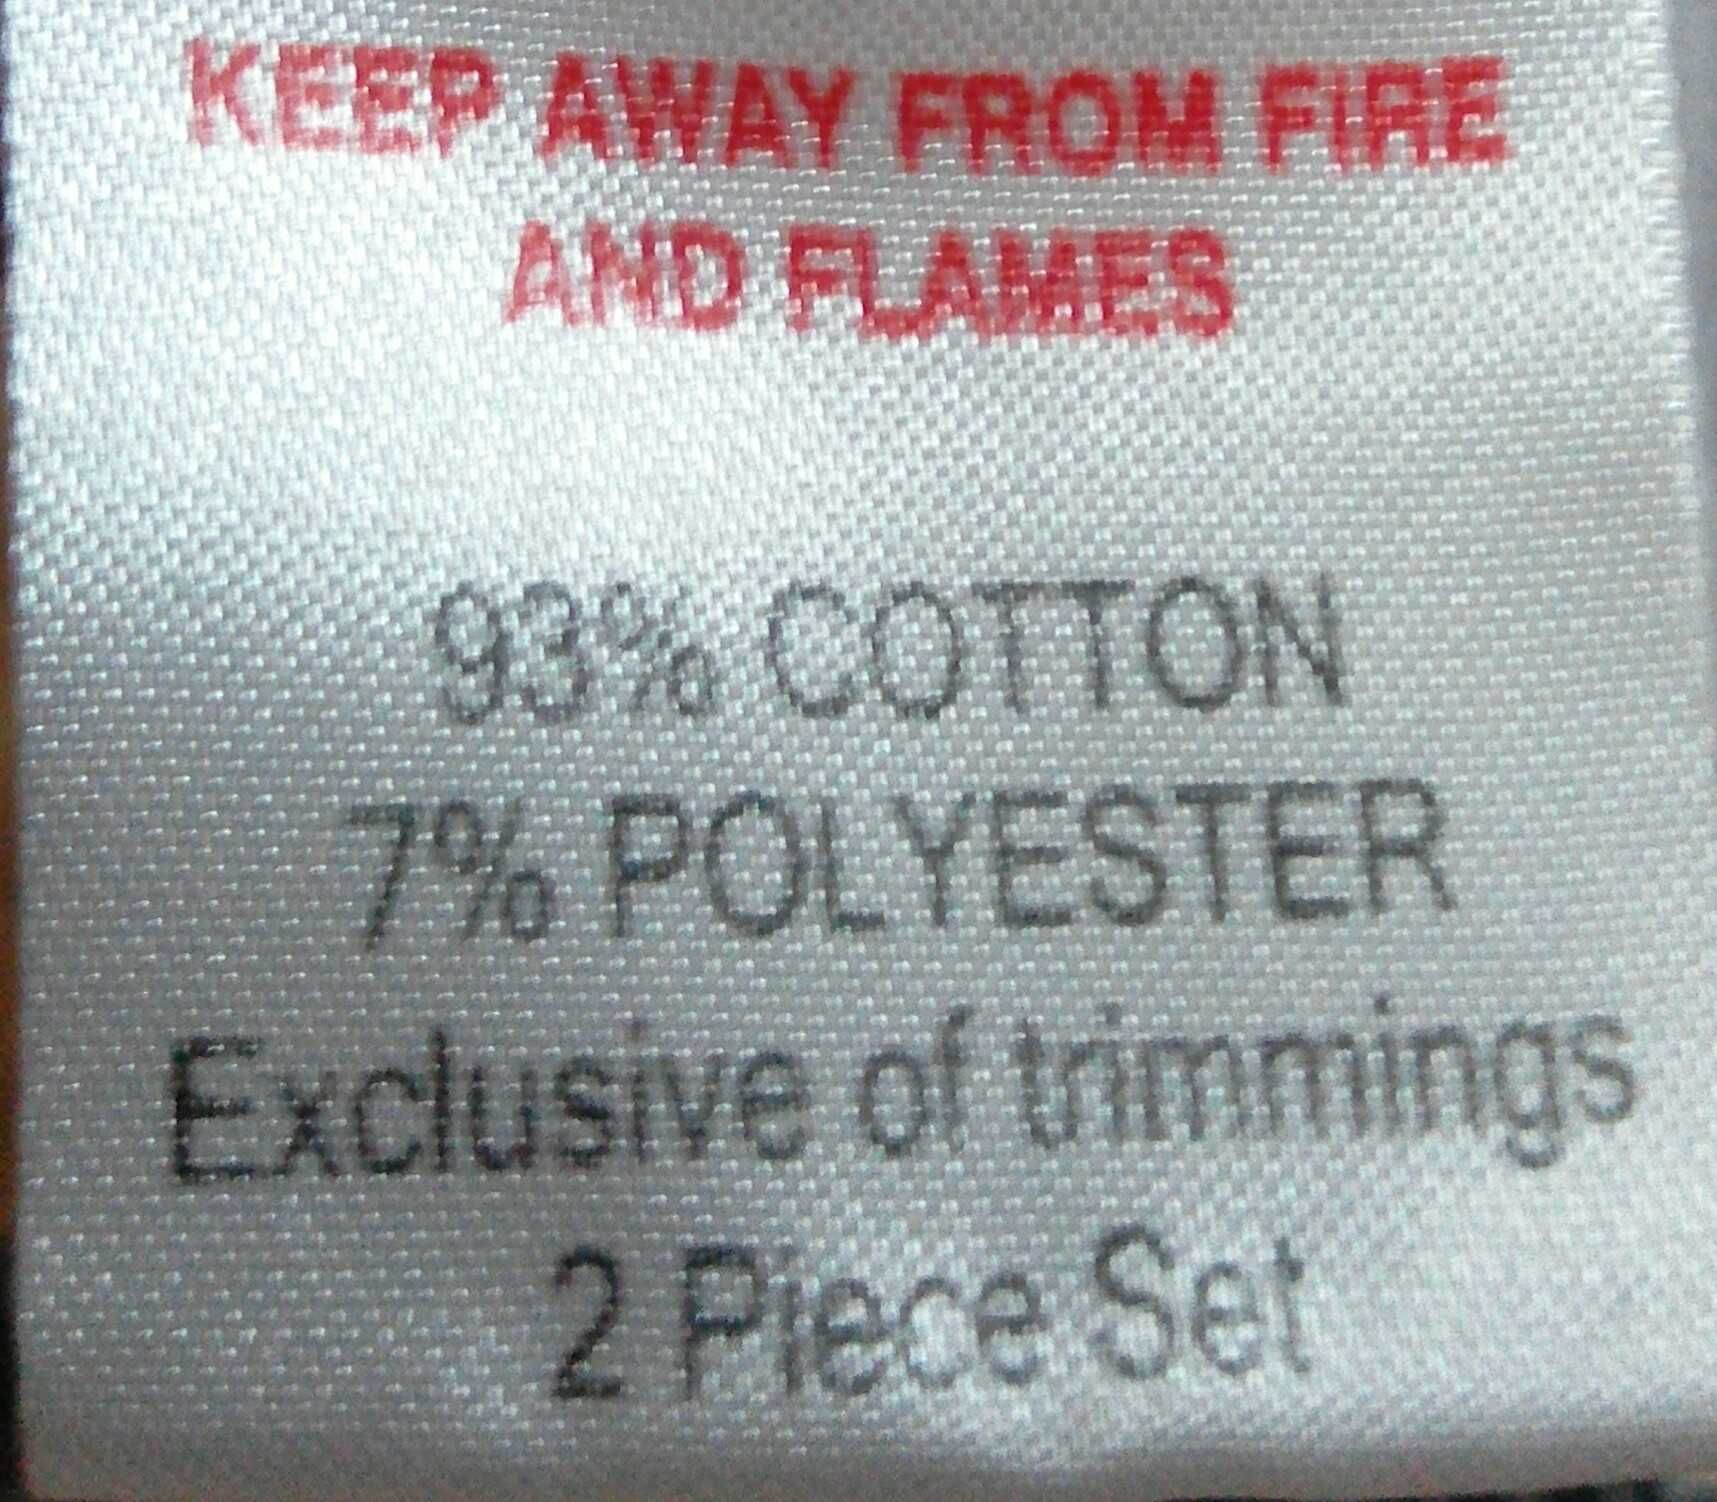 KEEP AWAY FROM FIRE
AND FLAMES
93% COTTON
7% POLYESTER
Exclusive of trimmings
2 Piece Set